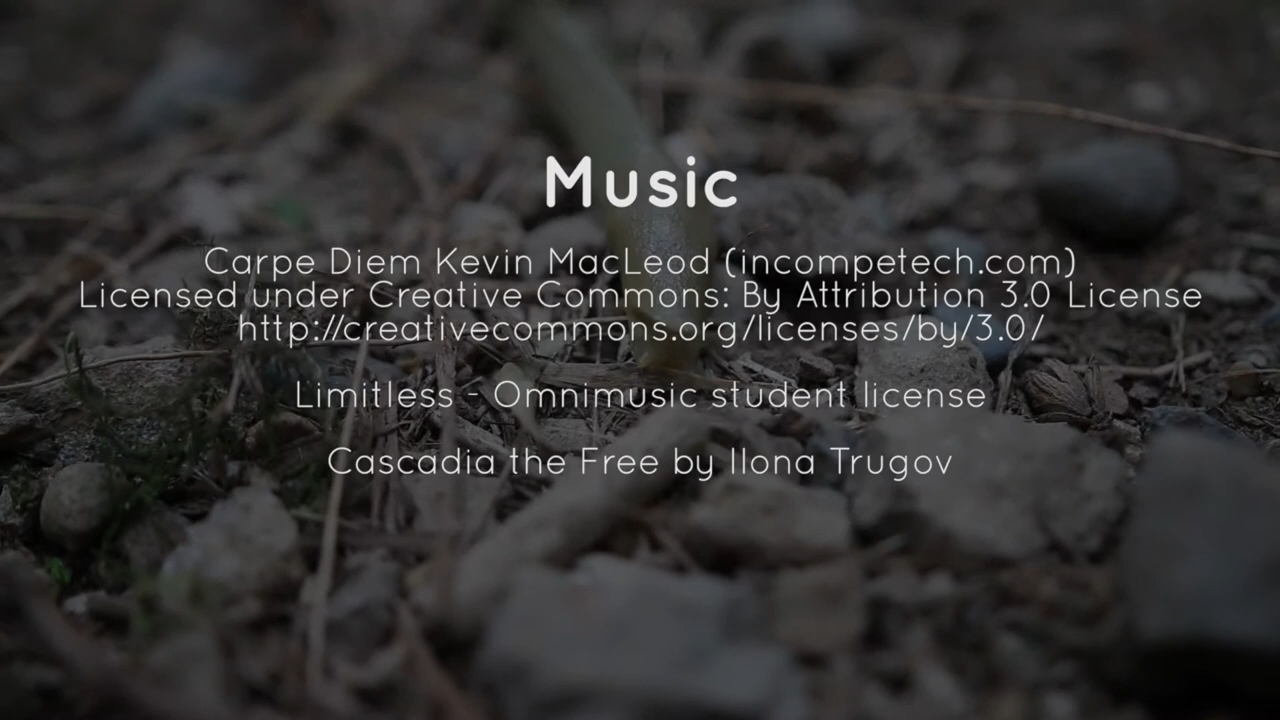 Music
Carpe Diem Kevin MacLeod (incompetech.com)
Licensed under Creative Commons: By Attribution 3.0 License
http://creativecommons.org/licenses/by/3.0/
Limitless - Omnimusic student license
Cascadia the Free by Ilona Trugov